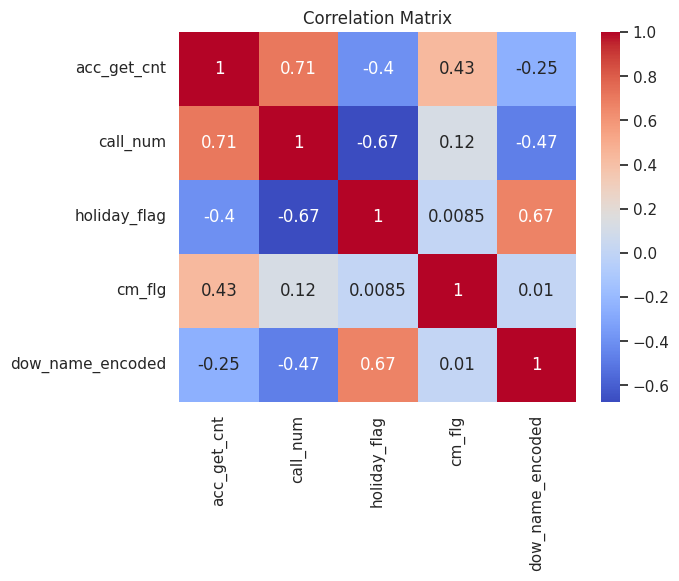 Correlation Matrix
acc_get_cnt 1 0.71 -0.4 0.43 -0.25
call_num 0.71 1 -0.67 0.12 -0.47
holiday_flag -0.4 -0.67 1 0.0085 0.67
cm_flg 0.43 0.12 0.0085 1 0.01
dow_name_encoded -0.25 -0.47 0.67 0.01 1
acc_get_cnt
call_num
holiday_flag
cm_flg
dow_name_encoded
1.0
0.8
0.6
0.4
0.2
0.0
−0.2
−0.4
−0.6